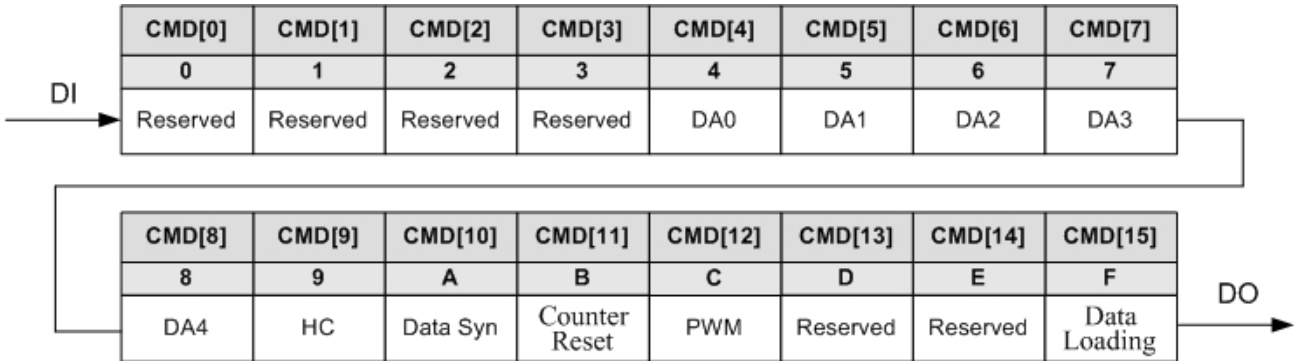 CMD[0] CMD[1] CMD[2] CMD[3] CMD[4] CMD[5] CMD[6] CMD[7]
0 1 2 3 4 5 6 7
DI
Reserved Reserved Reserved Reserved DA0 DA1 DA2 DA3
CMD[8] CMD[9] CMD[10] CMD[11] CMD[12] CMD[13] CMD[14] CMD[15]
8 9 A B C D E F
DA4 HC Data Syn Counter Reset PWM Reserved Reserved Data Loading
DO